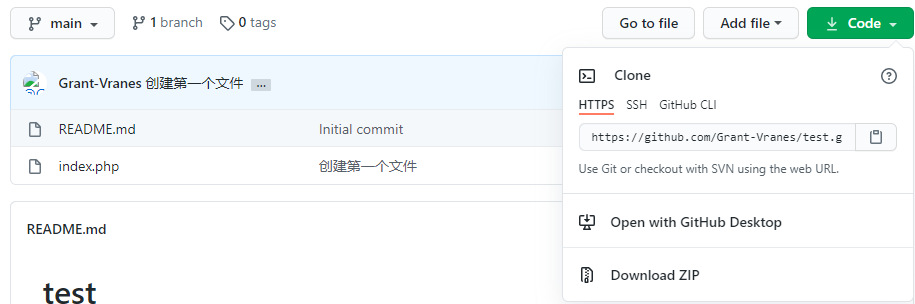 main 1 branch 0 tags Go to file Add file Code
Grant-Vranes 创建第一个文件 ...
Clone
HTTPS SSH GitHub CLI
README.md Initial commit
https://github.com/Grant-Vranes/test.g
index.php 创建第一个文件
Use Git or checkout with SVN using the web URL.
README.md
Open with GitHub Desktop
Download ZIP
test